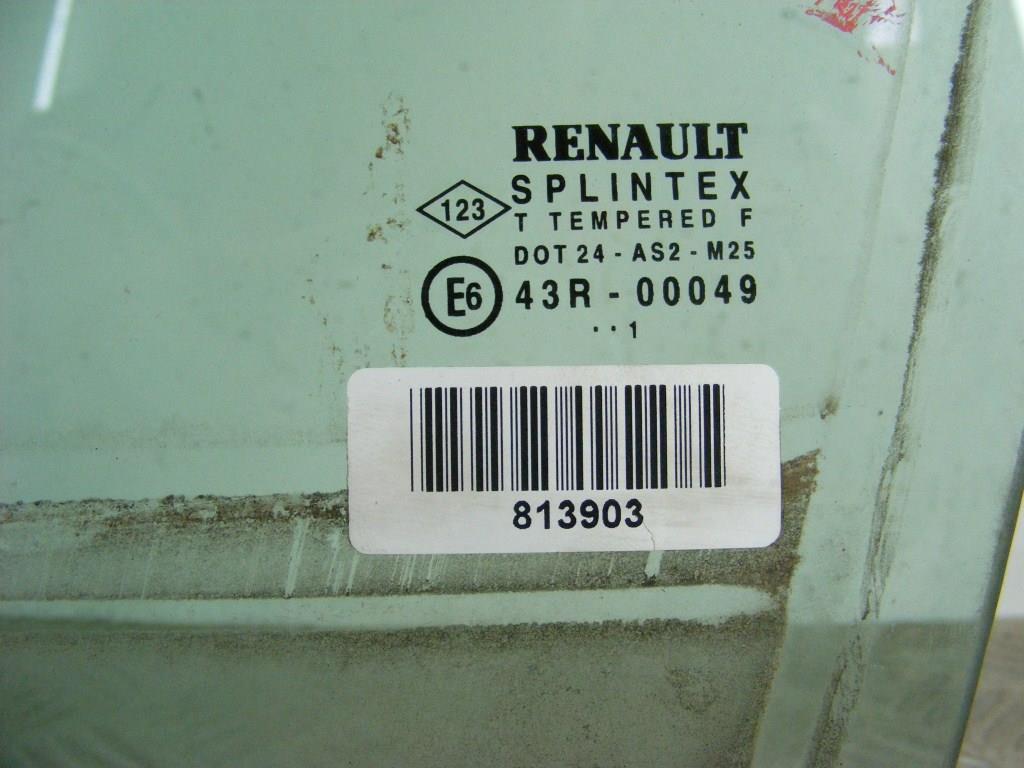 RENAULT
SPLINTEX
123
T TEMPERED F
DOT 24 - AS2 - M25
E6 43R - 00049
· · 1
813903